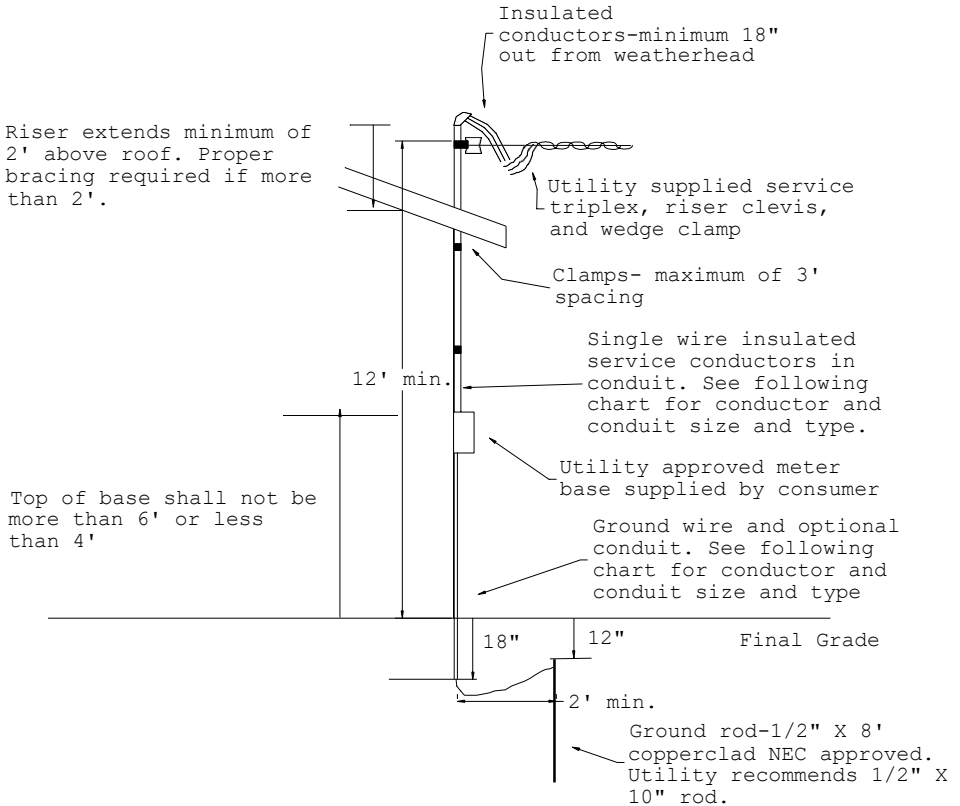 Insulated
conductors-minimum 18"
out from weatherhead
Riser extends minimum of
2' above roof. Proper
bracing required if more
than 2'.
Utility supplied service
triplex, riser clevis,
and wedge clamp
Clamps- maximum of 3'
spacing
Single wire insulated
service conductors in
conduit. See following
chart for conductor and
conduit size and type.
12' min.
Utility approved meter
base supplied by consumer
Top of base shall not be
more than 6' or less
than 4'
Ground wire and optional
conduit. See following
chart for conductor and
conduit size and type
18"
12"
Final Grade
2' min.
Ground rod-1/2" X 8'
copperclad NEC approved.
Utility recommends 1/2" X
10" rod.